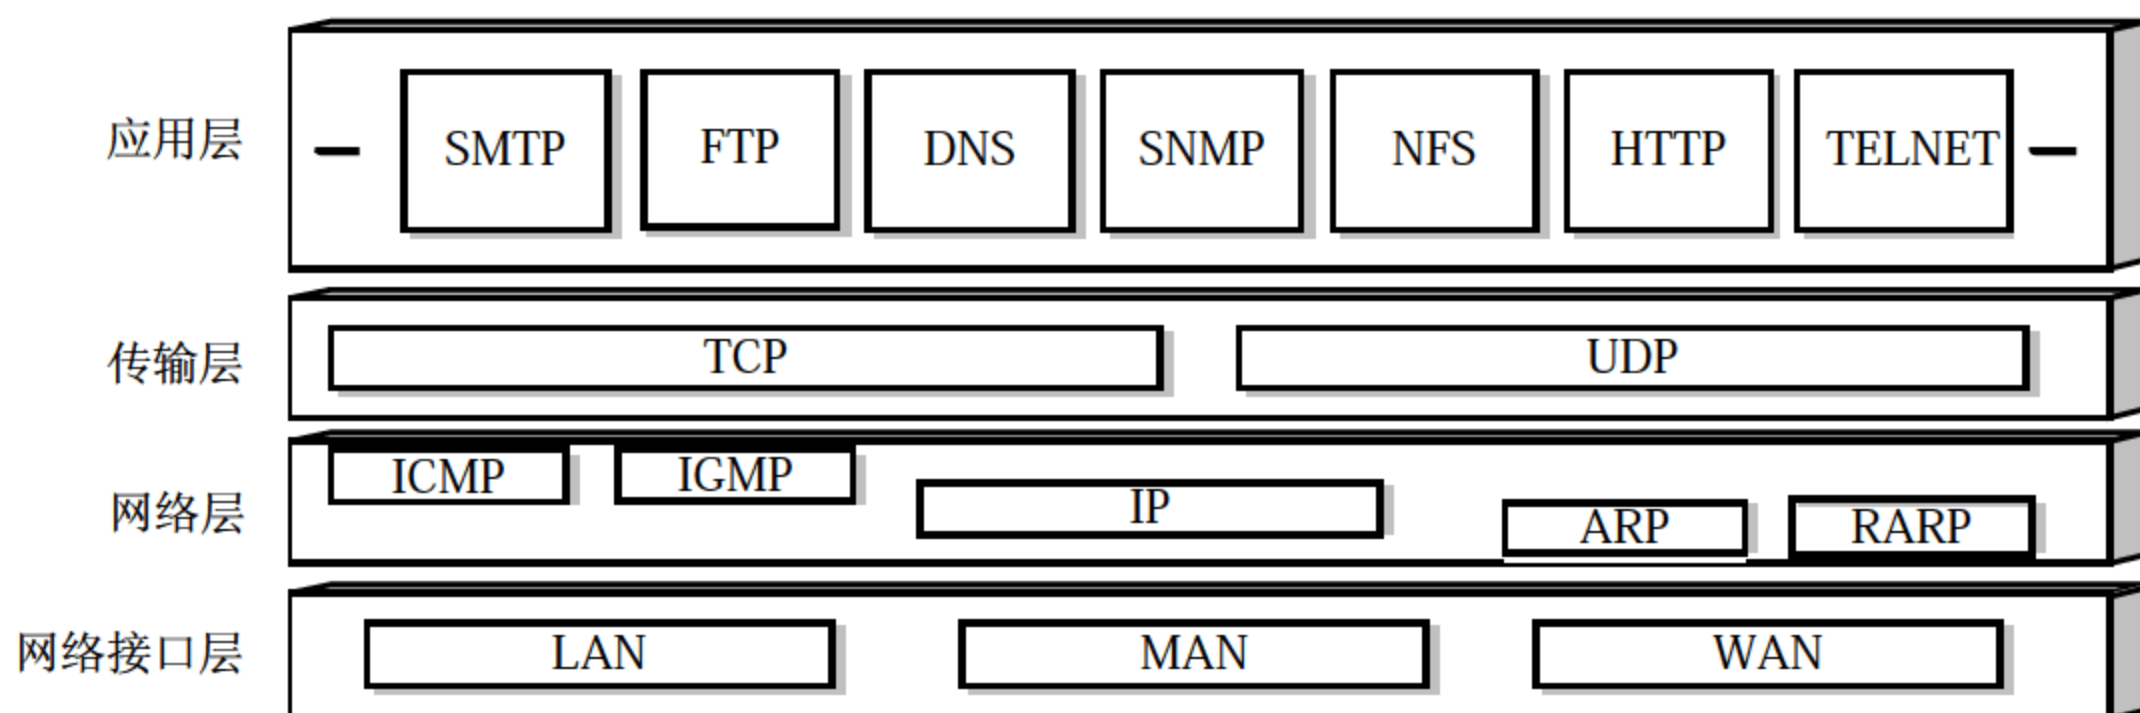 应用层 SMTP FTP DNS SNMP NFS HTTP TELNET
传输层 TCP UDP
网络层 ICMP IGMP IP ARP RARP
网络接口层 LAN MAN WAN